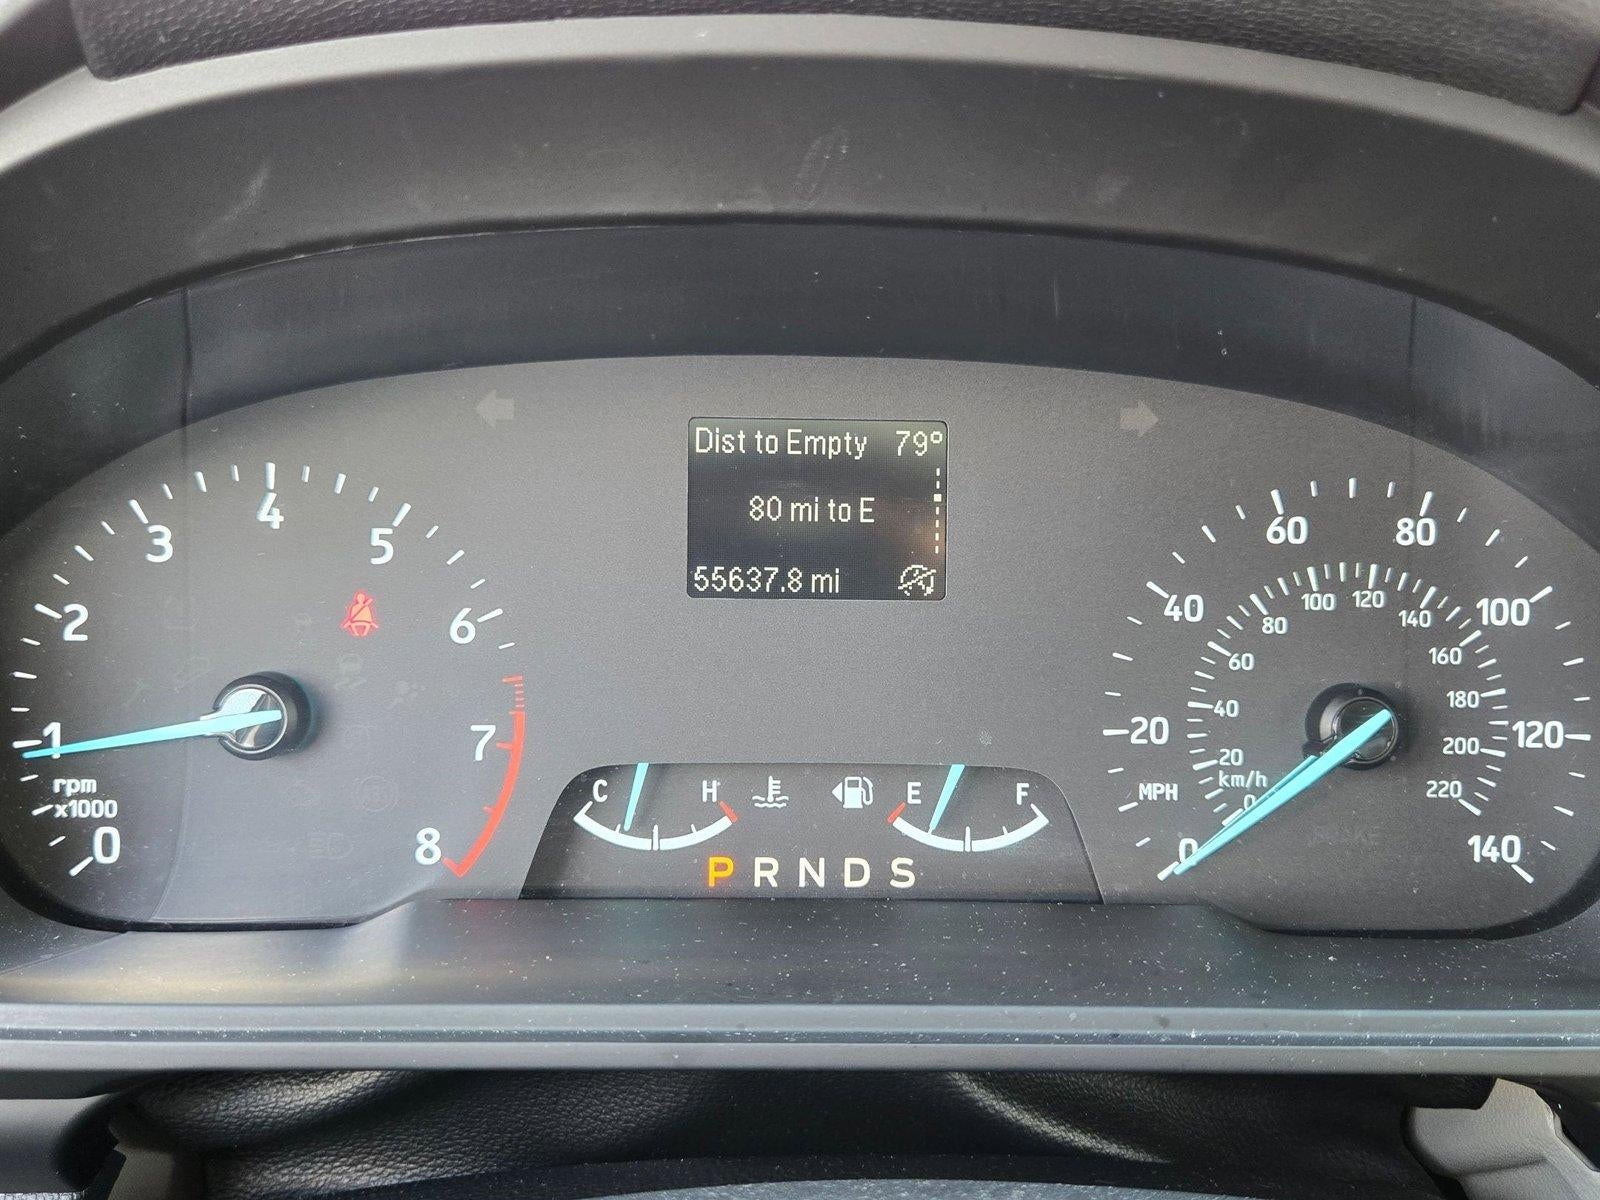 Dist to Empty 79°
80 mi to E
55637.8 mi
0 1 2 3 4 5 6 7 8
rpm
x1000
C H
E F
P R N D S
0 20 40 60 80 100 120 140
MPH
0 20 40 60 80 100 120 140 160 180 200 220
km/h